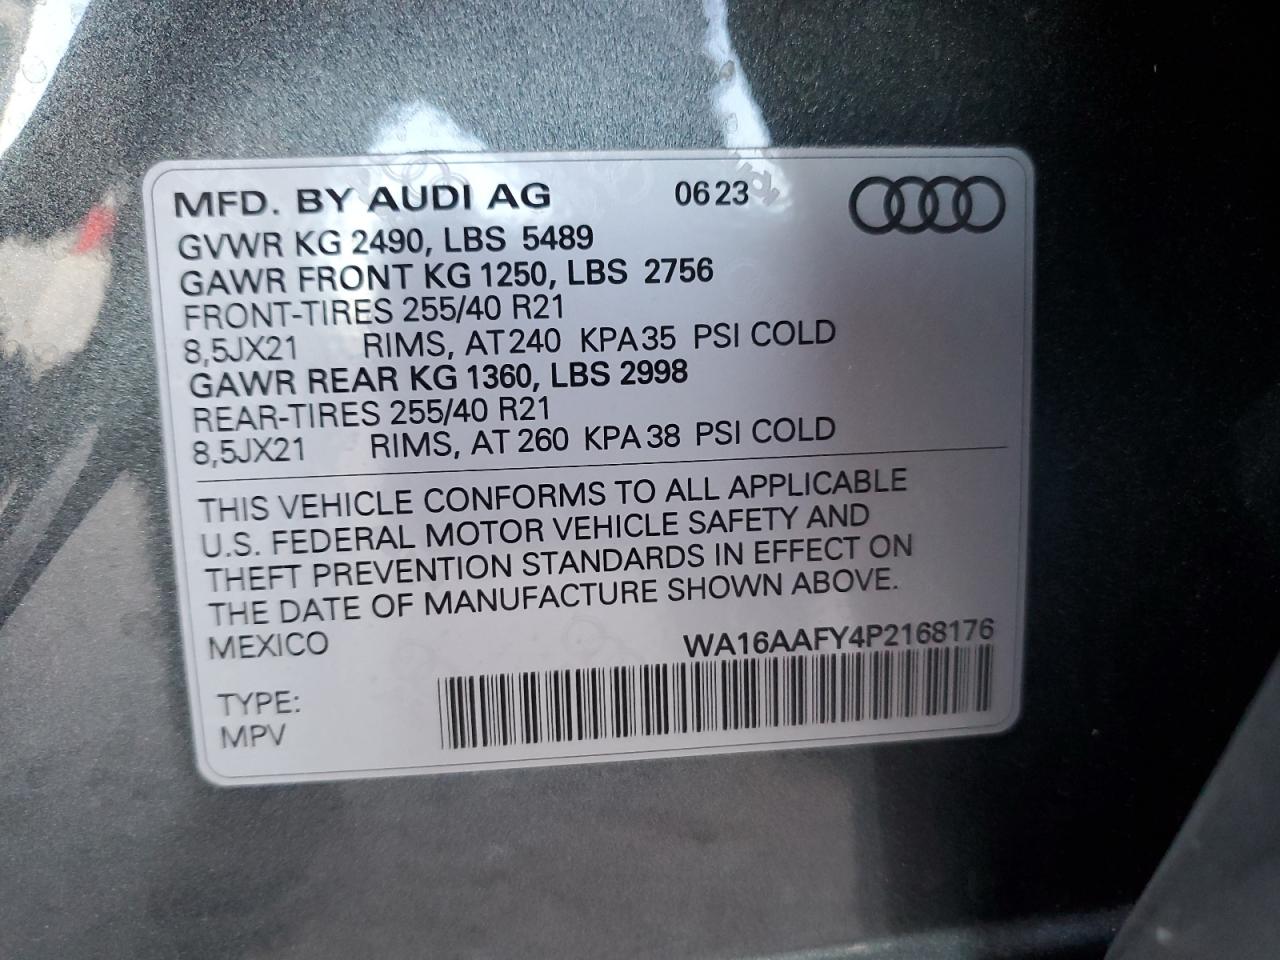 MFD. BY AUDI AG 0623
GVWR KG 2490, LBS 5489
GAWR FRONT KG 1250, LBS 2756
FRONT-TIRES 255/40 R21
8,5JX21 RIMS, AT 240 KPA 35 PSI COLD
GAWR REAR KG 1360, LBS 2998
REAR-TIRES 255/40 R21
8,5JX21 RIMS, AT 260 KPA 38 PSI COLD
THIS VEHICLE CONFORMS TO ALL APPLICABLE
U.S. FEDERAL MOTOR VEHICLE SAFETY AND
THEFT PREVENTION STANDARDS IN EFFECT ON
THE DATE OF MANUFACTURE SHOWN ABOVE.
MEXICO WA16AAFY4P2168176
TYPE:
MPV